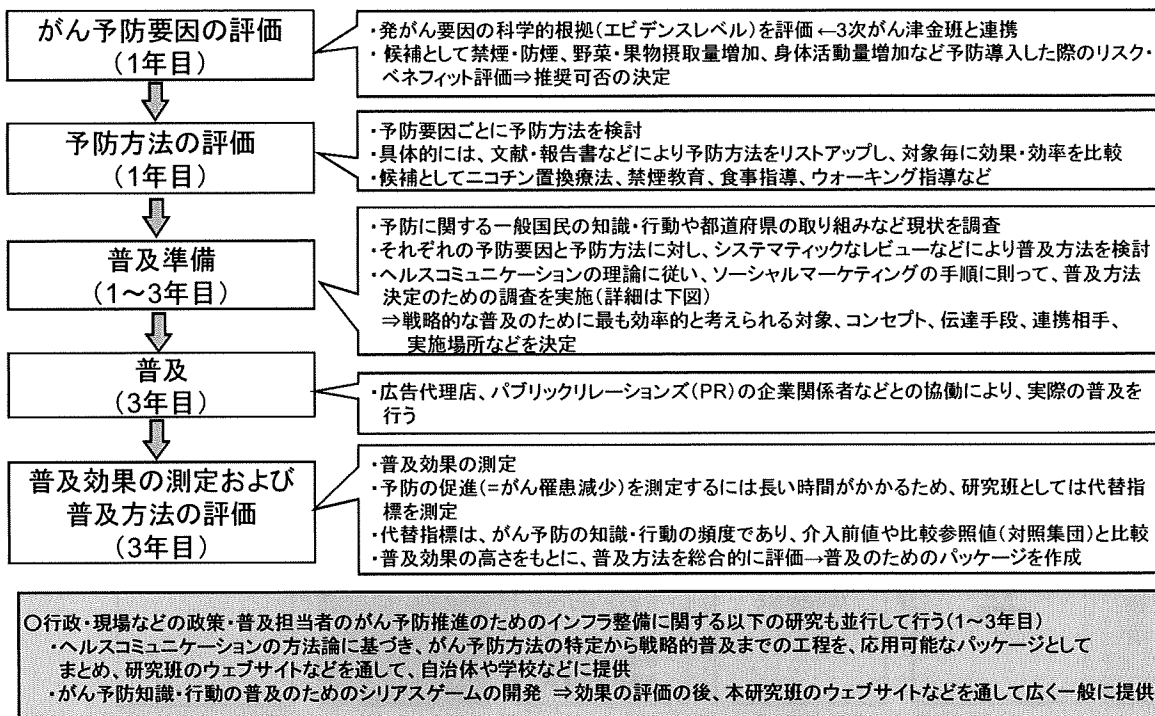 がん予防要因の評価
(1年目)
・発がん要因の科学的根拠(エビデンスレベル)を評価 ←3次がん津金班と連携
・候補として禁煙・防煙、野菜・果物摂取量増加、身体活動量増加など予防導入した際のリスク・
ベネフィット評価⇒推奨可否の決定
予防方法の評価
(1年目)
・予防要因ごとに予防方法を検討
・具体的には、文献・報告書などにより予防方法をリストアップし、対象毎に効果・効率を比較
・候補としてニコチン置換療法、禁煙教育、食事指導、ウォーキング指導など
普及準備
(1～3年目)
・予防に関する一般国民の知識・行動や都道府県の取り組みなど現状を調査
・それぞれの予防要因と予防方法に対し、システマティックなレビューなどにより普及方法を検討
・ヘルスコミュニケーションの理論に従い、ソーシャルマーケティングの手順に則って、普及方法
決定のための調査を実施(詳細は下図)
⇒戦略的な普及のために最も効率的と考えられる対象、コンセプト、伝達手段、連携相手、
実施場所などを決定
普及
(3年目)
・広告代理店、パブリックリレーションズ(PR)の企業関係者などとの協働により、実際の普及を
行う
普及効果の測定および
普及方法の評価
(3年目)
・普及効果の測定
・予防の促進(=がん罹患減少)を測定するには長い時間がかかるため、研究班としては代替指
標を測定
・代替指標は、がん予防の知識・行動の頻度であり、介入前値や比較参照値(対照集団)と比較
・普及効果の高さをもとに、普及方法を総合的に評価→普及のためのパッケージを作成
○行政・現場などの政策・普及担当者のがん予防推進のためのインフラ整備に関する以下の研究も並行して行う(1～3年目)
・ヘルスコミュニケーションの方法論に基づき、がん予防方法の特定から戦略的普及までの工程を、応用可能なパッケージとして
まとめ、研究班のウェブサイトなどを通して、自治体や学校などに提供
・がん予防知識・行動の普及のためのシリアスゲームの開発 ⇒効果の評価の後、本研究班のウェブサイトなどを通して広く一般に提供